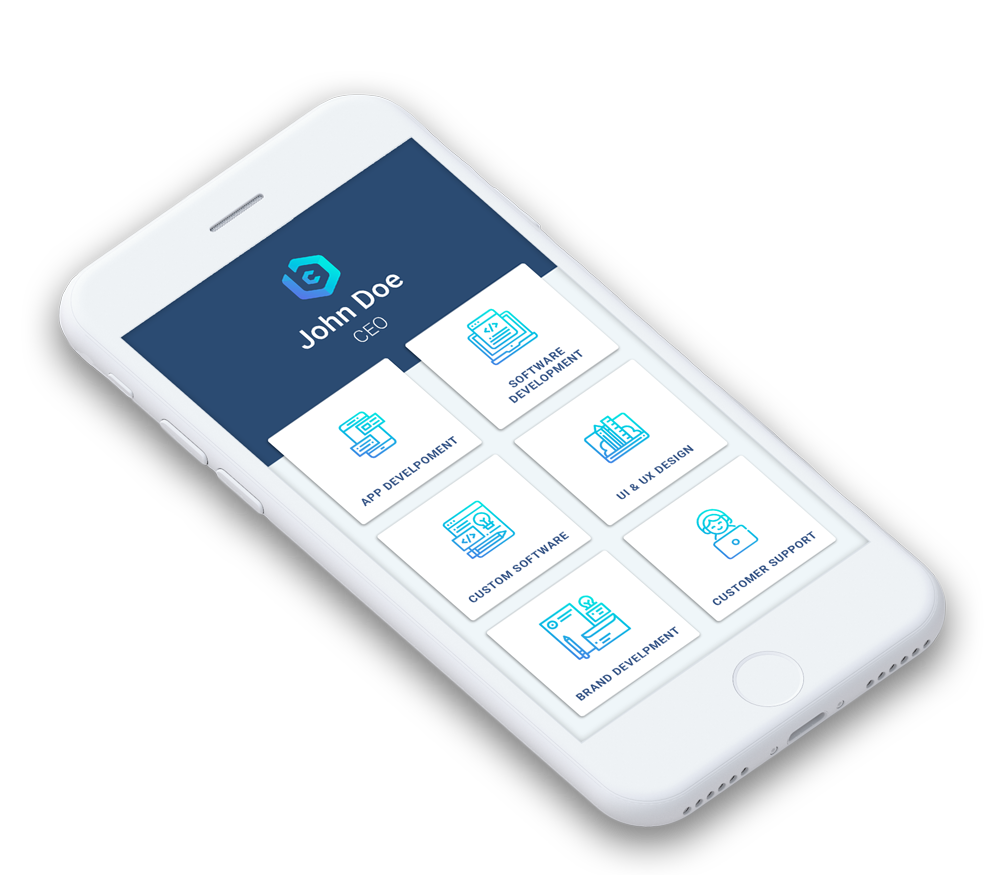 John Doe
CEO
APP DEVELPOMENT
SOFTWARE
DEVELOPMENT
CUSTOM SOFTWARE
UI & UX DESIGN
BRAND DEVELPMENT
CUSTOMER SUPPORT